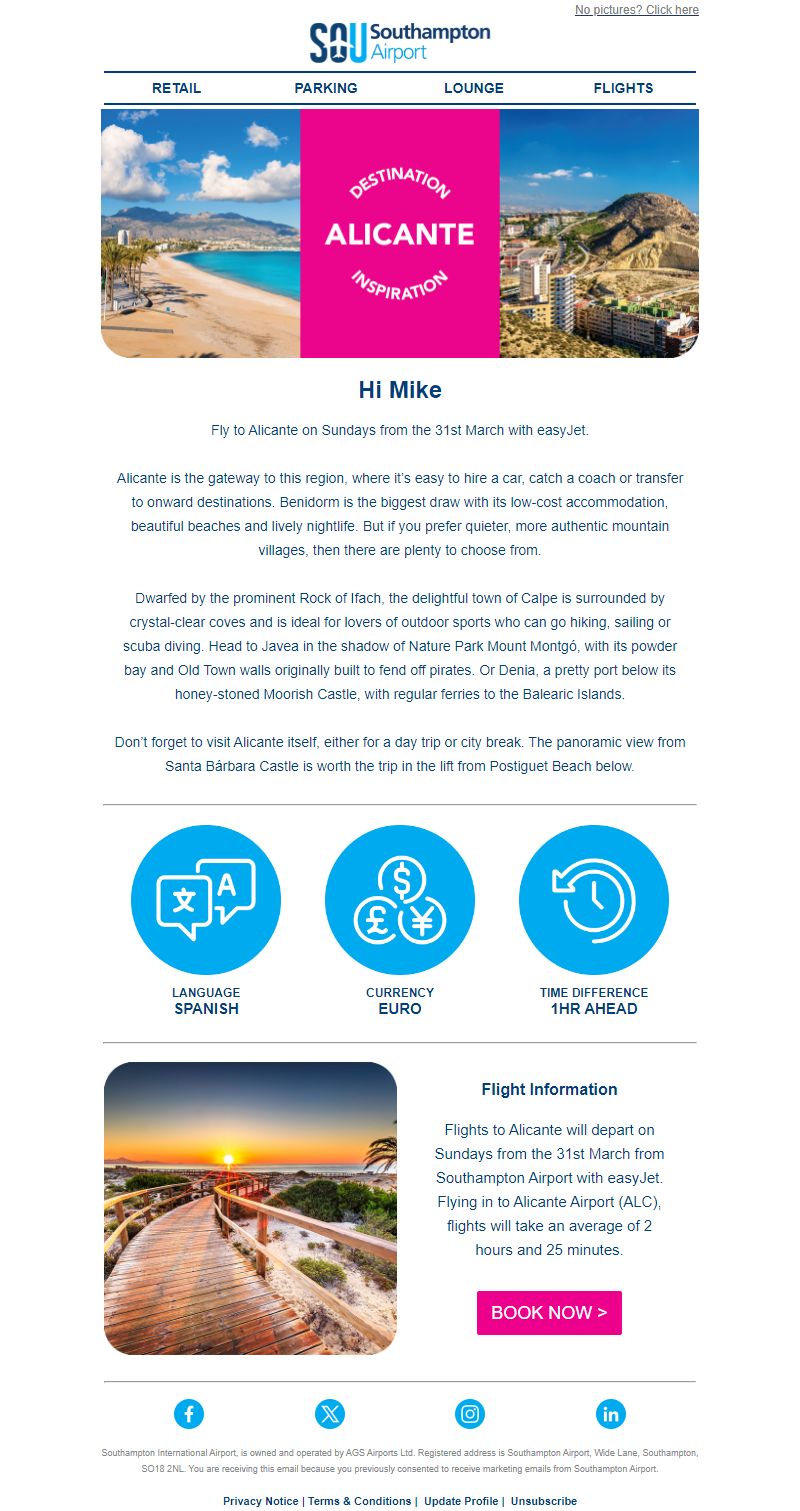 No pictures? Click here
SOU Southampton
Airport
RETAIL PARKING LOUNGE FLIGHTS
DESTINATION
ALICANTE
INSPIRATION
Hi Mike
Fly to Alicante on Sundays from the 31st March with easyJet.
Alicante is the gateway to this region, where it’s easy to hire a car, catch a coach or transfer
to onward destinations. Benidorm is the biggest draw with its low-cost accommodation,
beautiful beaches and lively nightlife. But if you prefer quieter, more authentic mountain
villages, then there are plenty to choose from.
Dwarfed by the prominent Rock of Ifach, the delightful town of Calpe is surrounded by
crystal-clear coves and is ideal for lovers of outdoor sports who can go hiking, sailing or
scuba diving. Head to Javea in the shadow of Nature Park Mount Montgó, with its powder
bay and Old Town walls originally built to fend off pirates. Or Denia, a pretty port below its
honey-stoned Moorish Castle, with regular ferries to the Balearic Islands.
Don’t forget to visit Alicante itself, either for a day trip or city break. The panoramic view from
Santa Bárbara Castle is worth the trip in the lift from Postiguet Beach below.
文 A $ £ ¥
LANGUAGE CURRENCY TIME DIFFERENCE
SPANISH EURO 1HR AHEAD
Flight Information
Flights to Alicante will depart on
Sundays from the 31st March from
Southampton Airport with easyJet.
Flying in to Alicante Airport (ALC),
flights will take an average of 2
hours and 25 minutes.
BOOK NOW >
Southampton International Airport, is owned and operated by AGS Airports Ltd. Registered address is Southampton Airport, Wide Lane, Southampton,
SO18 2NL. You are receiving this email because you previously consented to receive marketing emails from Southampton Airport.
Privacy Notice | Terms & Conditions | Update Profile | Unsubscribe